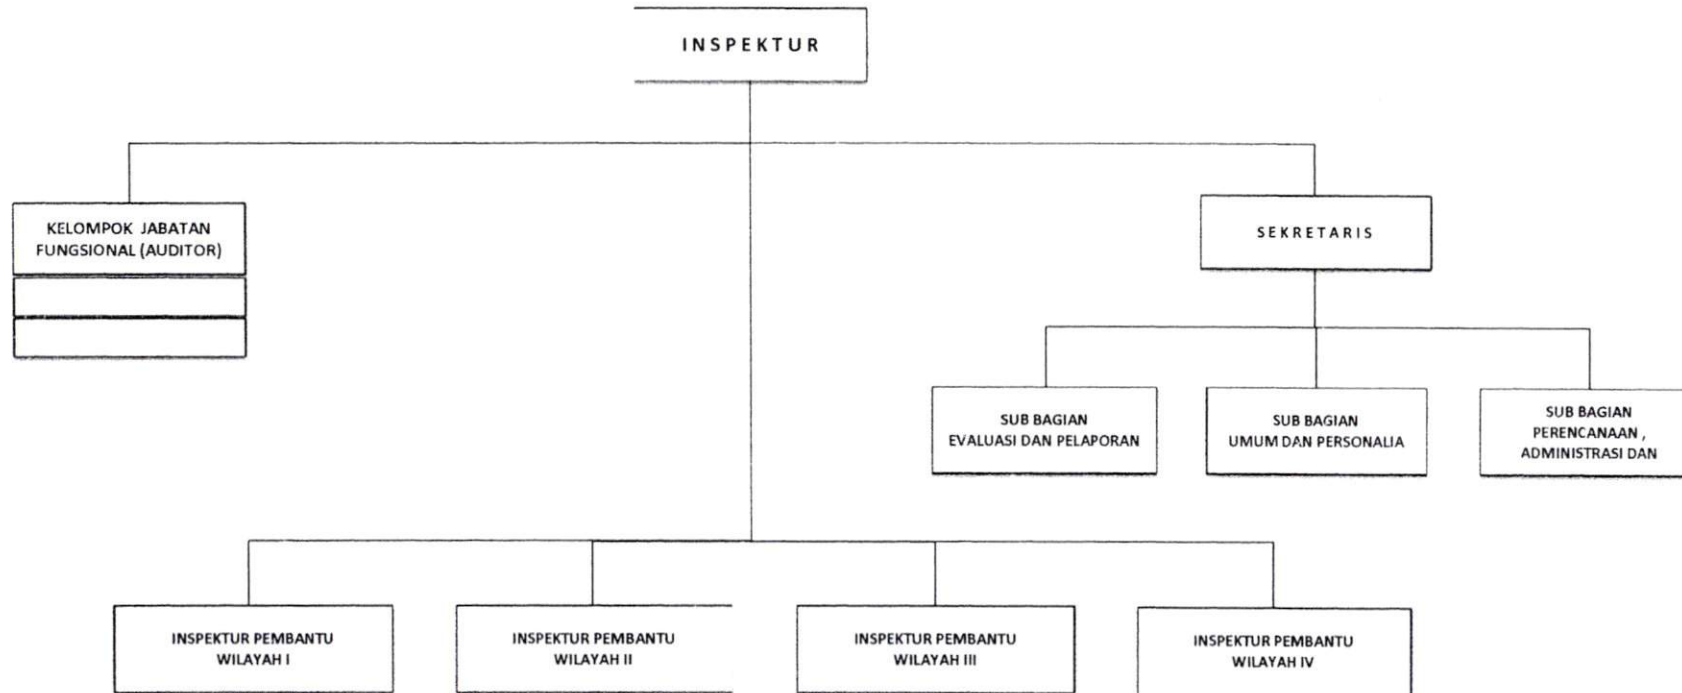 INSPEKTUR
KELOMPOK JABATAN
FUNGSIONAL (AUDITOR)
SEKRETARIS
SUB BAGIAN
EVALUASI DAN PELAPORAN
SUB BAGIAN
UMUM DAN PERSONALIA
SUB BAGIAN
PERENCANAAN ,
ADMINISTRASI DAN
INSPEKTUR PEMBANTU
WILAYAH I
INSPEKTUR PEMBANTU
WILAYAH II
INSPEKTUR PEMBANTU
WILAYAH III
INSPEKTUR PEMBANTU
WILAYAH IV